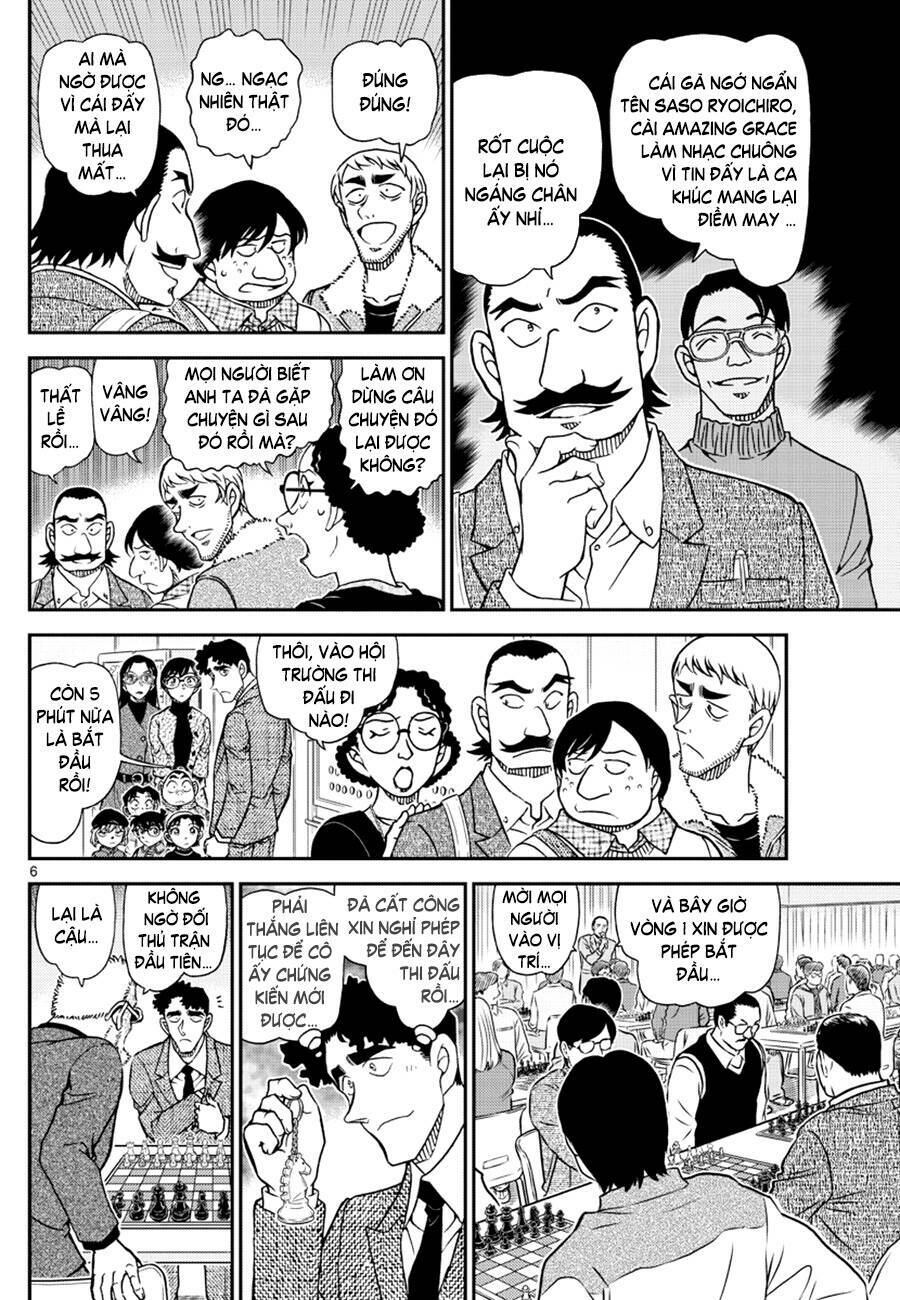 CÁI GÃ NGỚ NGẨN
TÊN SASO RYOICHIRO,
CÀI AMAZING GRACE
LÀM NHẠC CHUÔNG
VÌ TIN ĐẤY LÀ CA
KHÚC MANG LẠI
ĐIỀM MAY ...
RỐT CUỘC
LẠI BỊ NÓ
NGÁNG CHÂN
ẤY NHỈ...
ĐÚNG
ĐÚNG!
NG... NGẠC
NHIÊN THẬT
ĐÓ...
AI MÀ
NGỜ ĐƯỢC
VÌ CÁI ĐẤY
MÀ LẠI
THUA
MẤT...
LÀM ƠN
DỪNG CÂU
CHUYỆN ĐÓ
LẠI ĐƯỢC
KHÔNG?
MỌI NGƯỜI BIẾT
ANH TA ĐÃ GẶP
CHUYỆN GÌ SAU
ĐÓ RỒI MÀ?
VÂNG
VÂNG!
THẤT
LỄ
RỒI...
THÔI, VÀO HỘI
TRƯỜNG THI
ĐẤU ĐI
NÀO!
CÒN 5
PHÚT NỮA
LÀ BẮT
ĐẦU RỒI!
6
VÀ BÂY GIỜ
VÒNG 1 XIN ĐƯỢC
PHÉP BẮT
ĐẦU...
MỜI MỌI
NGƯỜI
VÀO VỊ
TRÍ...
ĐÃ CẤT CÔNG
XIN NGHỈ PHÉP
ĐỂ ĐẾN ĐÂY
THI ĐẤU
RỒI...
PHẢI
THẮNG LIÊN
TỤC ĐỂ CÔ
ẤY CHỨNG
KIẾN MỚI
ĐƯỢC...
KHÔNG
NGỜ ĐỐI
THỦ TRẬN
ĐẦU TIÊN...
LẠI LÀ
CẬU...